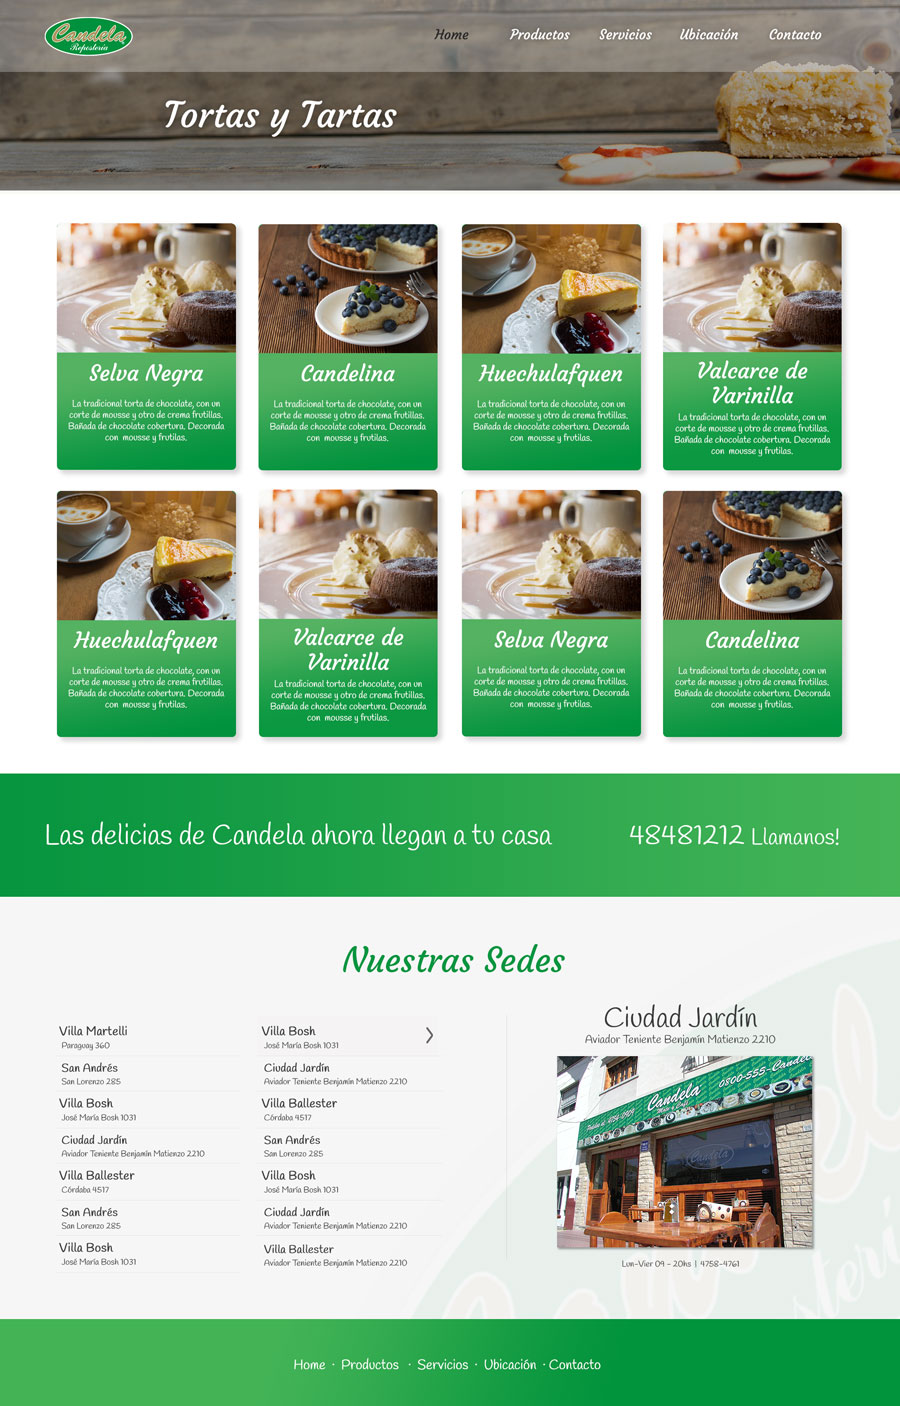 Candela
Repostería
Home Productos Servicios Ubicación Contacto
Tortas y Tartas
Selva Negra
La tradicional torta de chocolate, con un
corte de mousse y otro de crema frutillas.
Bañada de chocolate cobertura. Decorada
con mousse y frutilas.
Candelina
La tradicional torta de chocolate, con un
corte de mousse y otro de crema frutillas.
Bañada de chocolate cobertura. Decorada
con mousse y frutilas.
Huechulafquen
La tradicional torta de chocolate, con un
corte de mousse y otro de crema frutillas.
Bañada de chocolate cobertura. Decorada
con mousse y frutilas.
Valcarce de
Varinilla
La tradicional torta de chocolate, con un
corte de mousse y otro de crema frutillas.
Bañada de chocolate cobertura. Decorada
con mousse y frutilas.
Huechulafquen
La tradicional torta de chocolate, con un
corte de mousse y otro de crema frutillas.
Bañada de chocolate cobertura. Decorada
con mousse y frutilas.
Valcarce de
Varinilla
La tradicional torta de chocolate, con un
corte de mousse y otro de crema frutillas.
Bañada de chocolate cobertura. Decorada
con mousse y frutilas.
Selva Negra
La tradicional torta de chocolate, con un
corte de mousse y otro de crema frutillas.
Bañada de chocolate cobertura. Decorada
con mousse y frutilas.
Candelina
La tradicional torta de chocolate, con un
corte de mousse y otro de crema frutillas.
Bañada de chocolate cobertura. Decorada
con mousse y frutilas.
Las delicias de Candela ahora llegan a tu casa
48481212 Llamanos!
Nuestras Sedes
Villa Martelli
Paraguay 360
San Andrés
San Lorenzo 285
Villa Bosh
José María Bosh 1031
Ciudad Jardín
Aviador Teniente Benjamín Matienzo 2210
Villa Ballester
Córdaba 4517
San Andrés
San Lorenzo 285
Villa Bosh
José María Bosh 1031
Villa Bosh
José María Bosh 1031
Ciudad Jardín
Aviador Teniente Benjamín Matienzo 2210
Villa Ballester
Córdaba 4517
San Andrés
San Lorenzo 285
Villa Bosh
José María Bosh 1031
Ciudad Jardín
Aviador Teniente Benjamín Matienzo 2210
Villa Ballester
Aviador Teniente Benjamín Matienzo 2210
Ciudad Jardín
Aviador Teniente Benjamín Matienzo 2210
Candela
0800-555-Candel
Candela
Lun-Vier 09 - 20hs | 4758-4761
Home · Productos · Servicios · Ubicación · Contacto